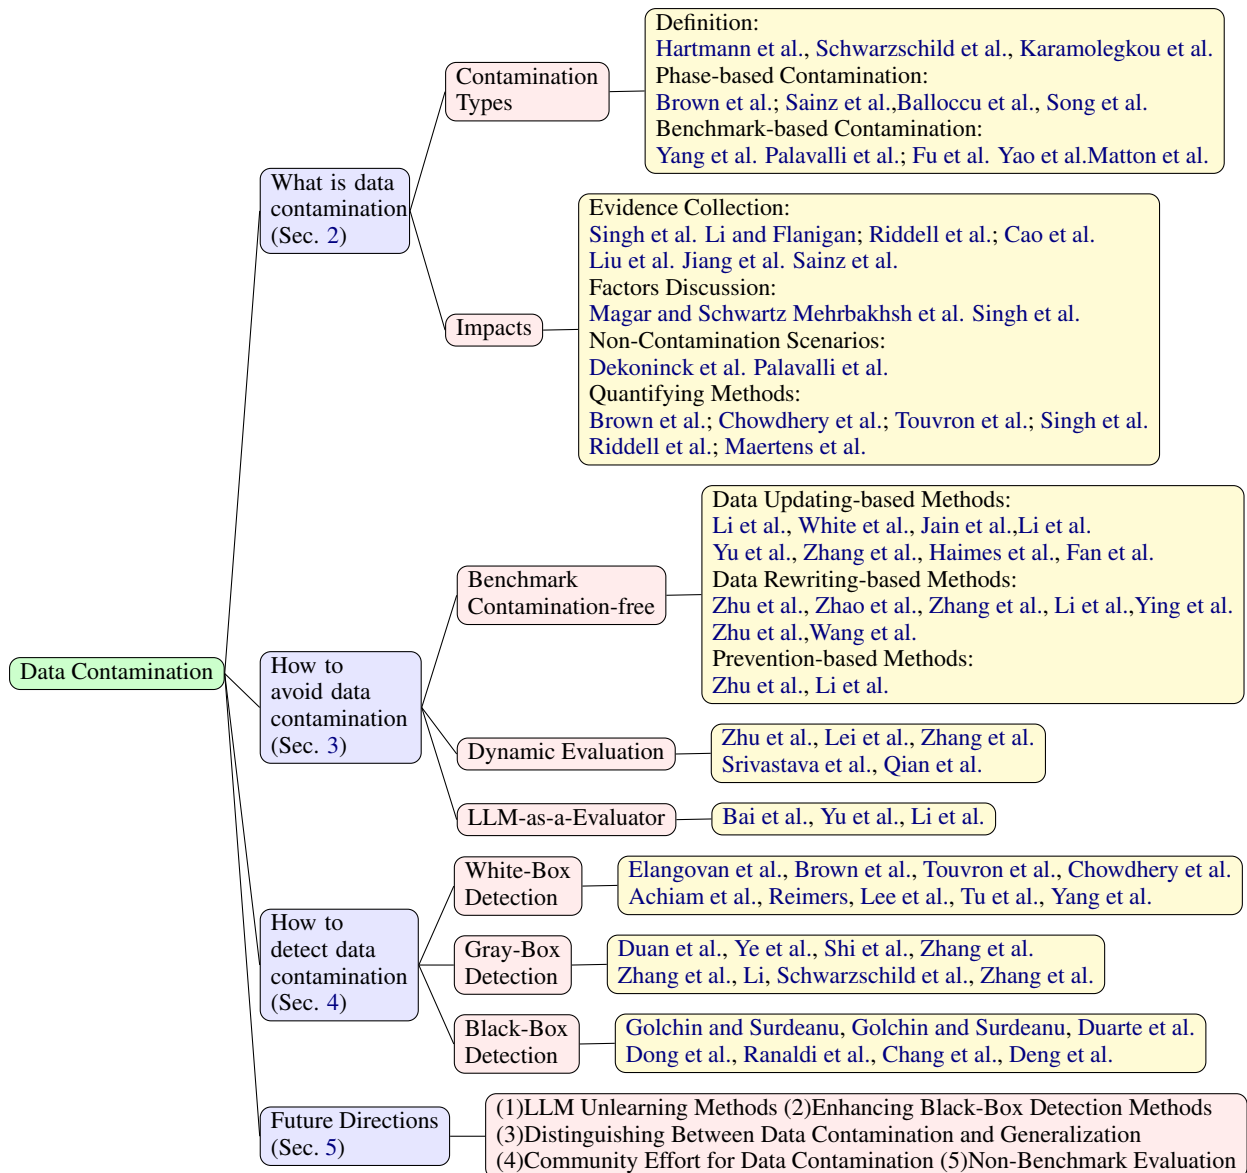 Data Contamination
What is data
contamination
(Sec. 2)
Contamination
Types
Definition:
Hartmann et al., Schwarzschild et al., Karamolegkou et al.
Phase-based Contamination:
Brown et al.; Sainz et al.,Balloccu et al., Song et al.
Benchmark-based Contamination:
Yang et al. Palavalli et al.; Fu et al. Yao et al.Matton et al.
Impacts
Evidence Collection:
Singh et al. Li and Flanigan; Riddell et al.; Cao et al.
Liu et al. Jiang et al. Sainz et al.
Factors Discussion:
Magar and Schwartz Mehrbakhsh et al. Singh et al.
Non-Contamination Scenarios:
Dekoninck et al. Palavalli et al.
Quantifying Methods:
Brown et al.; Chowdhery et al.; Touvron et al.; Singh et al.
Riddell et al.; Maertens et al.
How to
avoid data
contamination
(Sec. 3)
Benchmark
Contamination-free
Data Updating-based Methods:
Li et al., White et al., Jain et al.,Li et al.
Yu et al., Zhang et al., Haimes et al., Fan et al.
Data Rewriting-based Methods:
Zhu et al., Zhao et al., Zhang et al., Li et al.,Ying et al.
Zhu et al.,Wang et al.
Prevention-based Methods:
Zhu et al., Li et al.
Dynamic Evaluation
Zhu et al., Lei et al., Zhang et al.
Srivastava et al., Qian et al.
LLM-as-a-Evaluator
Bai et al., Yu et al., Li et al.
How to
detect data
contamination
(Sec. 4)
White-Box
Detection
Elangovan et al., Brown et al., Touvron et al., Chowdhery et al.
Achiam et al., Reimers, Lee et al., Tu et al., Yang et al.
Gray-Box
Detection
Duan et al., Ye et al., Shi et al., Zhang et al.
Zhang et al., Li, Schwarzschild et al., Zhang et al.
Black-Box
Detection
Golchin and Surdeanu, Golchin and Surdeanu, Duarte et al.
Dong et al., Ranaldi et al., Chang et al., Deng et al.
Future Directions
(Sec. 5)
(1)LLM Unlearning Methods (2)Enhancing Black-Box Detection Methods
(3)Distinguishing Between Data Contamination and Generalization
(4)Community Effort for Data Contamination (5)Non-Benchmark Evaluation